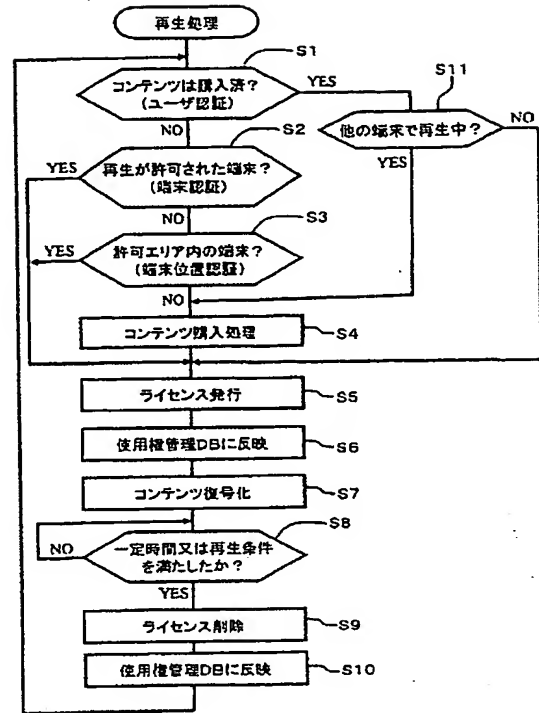 再生処理
S1
コンテンツは購入済?
(ユーザ認証)
YES
NO
S11
他の端末で再生中?
NO
YES
S2
再生が許可された端末?
(端末認証)
YES
NO
S3
許可エリア内の端末?
(端末位置認証)
YES
NO
コンテンツ購入処理
S4
ライセンス発行
S5
使用権管理DBに反映
S6
コンテンツ復号化
S7
S8
一定時間又は再生条件
を満たしたか?
NO
YES
ライセンス削除
S9
使用権管理DBに反映
S10